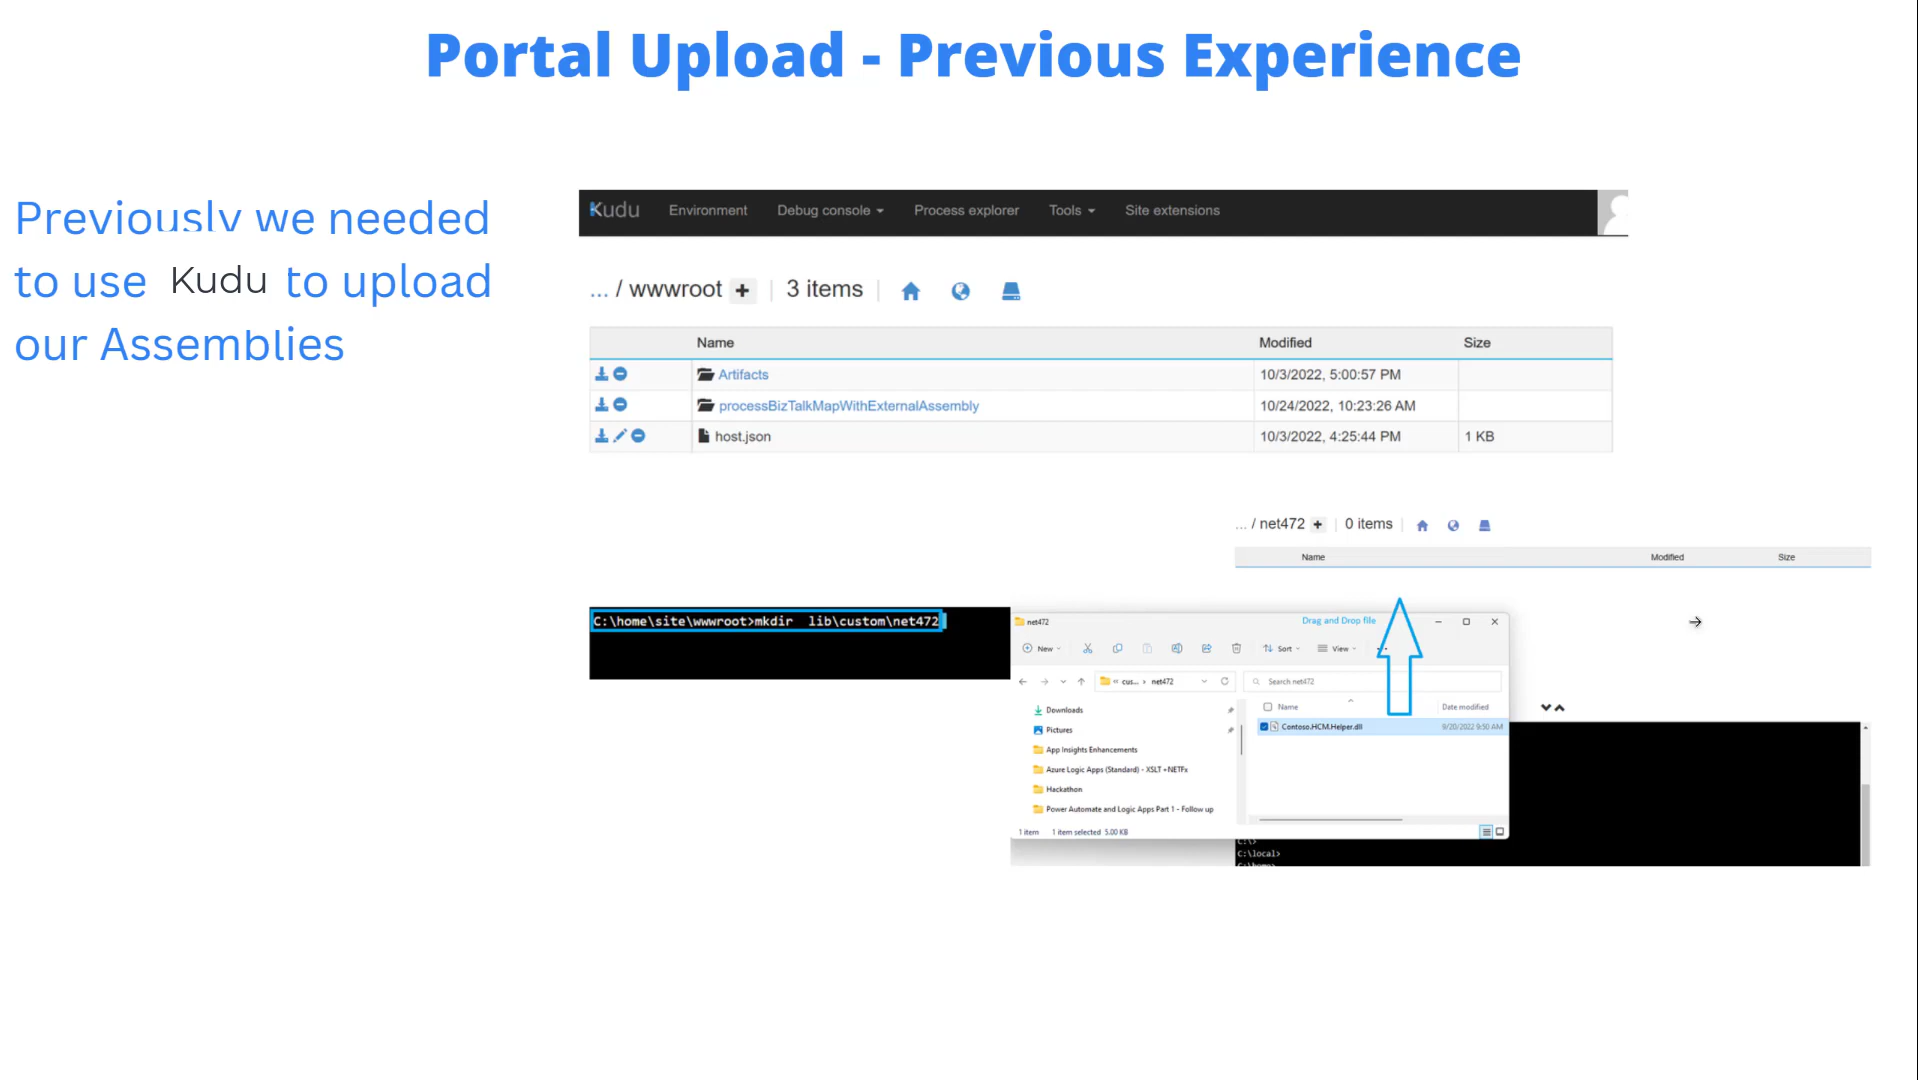 Portal Upload - Previous Experience
Previously we needed
to use Kudu to upload
our Assemblies
Kudu Environment Debug console Process explorer Tools Site extensions
... / wwwroot + | 3 items |
Name Modified Size
Artifacts 10/3/2022, 5:00:57 PM
processBizTalkMapWithExternalAssembly 10/24/2022, 10:23:26 AM
host.json 10/3/2022, 4:25:44 PM 1 KB
... / net472 + | 0 items |
Name Modified Size
C:\home\site\wwwroot>mkdir lib\custom\net472
net472 Drag and Drop file
New Sort View
cus... > net472 Search net472
Name Date modified
Contoso.HCM.Helper.dll 9/20/2022 9:50 AM
Downloads
Pictures
App Insights Enhancements
Azure Logic Apps (Standard) - XSLT +NETFx
Hackathon
Power Automate and Logic Apps Part 1 - Follow up
1 item 1 item selected 5.00 KB
C:\>
C:\local>
C:\home>